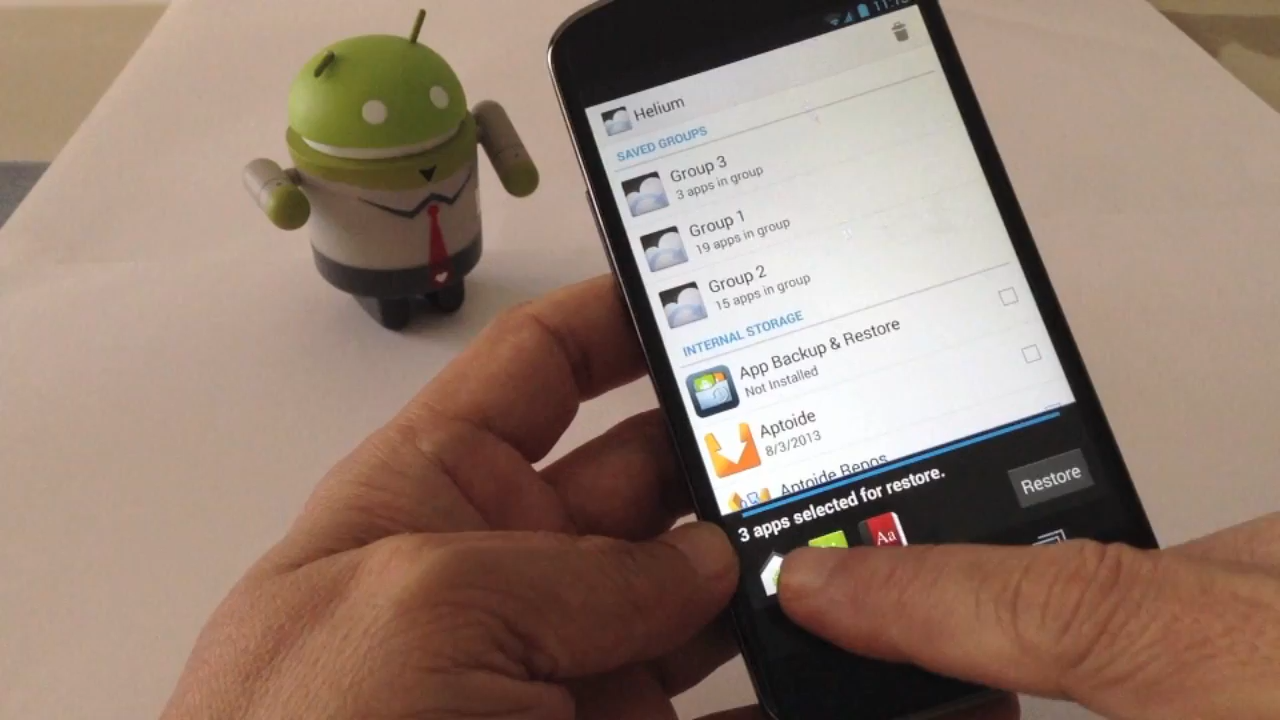 Helium
SAVED GROUPS
Group 3
3 apps in group
Group 1
19 apps in group
Group 2
15 apps in group
INTERNAL STORAGE
App Backup & Restore
Not Installed
Aptoide
8/3/2013
Aptoide Repos
3 apps selected for restore.
Restore
Aa